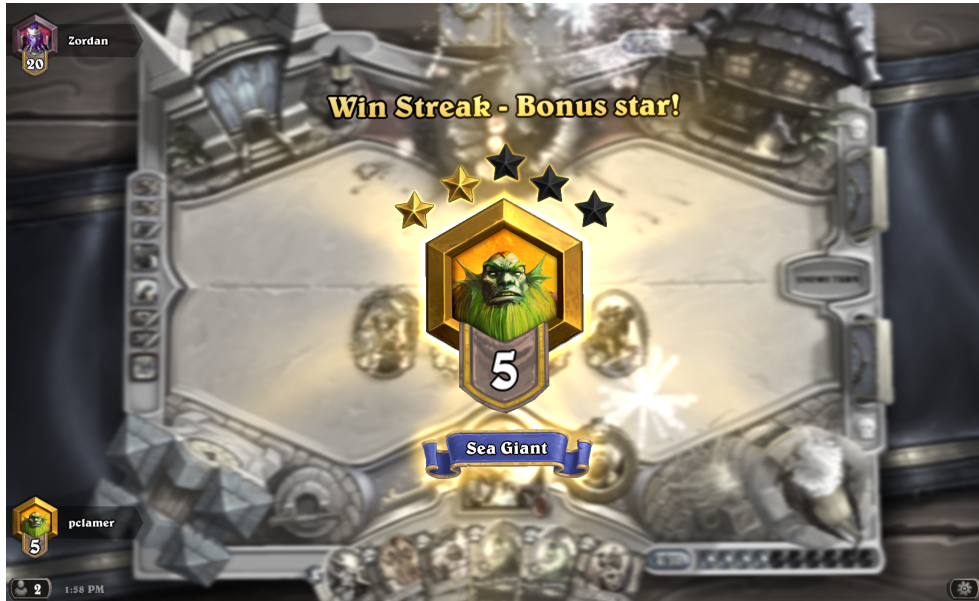 Zordan
20
Win Streak - Bonus star!
5
Sea Giant
pclamer
5
2
1:58 PM